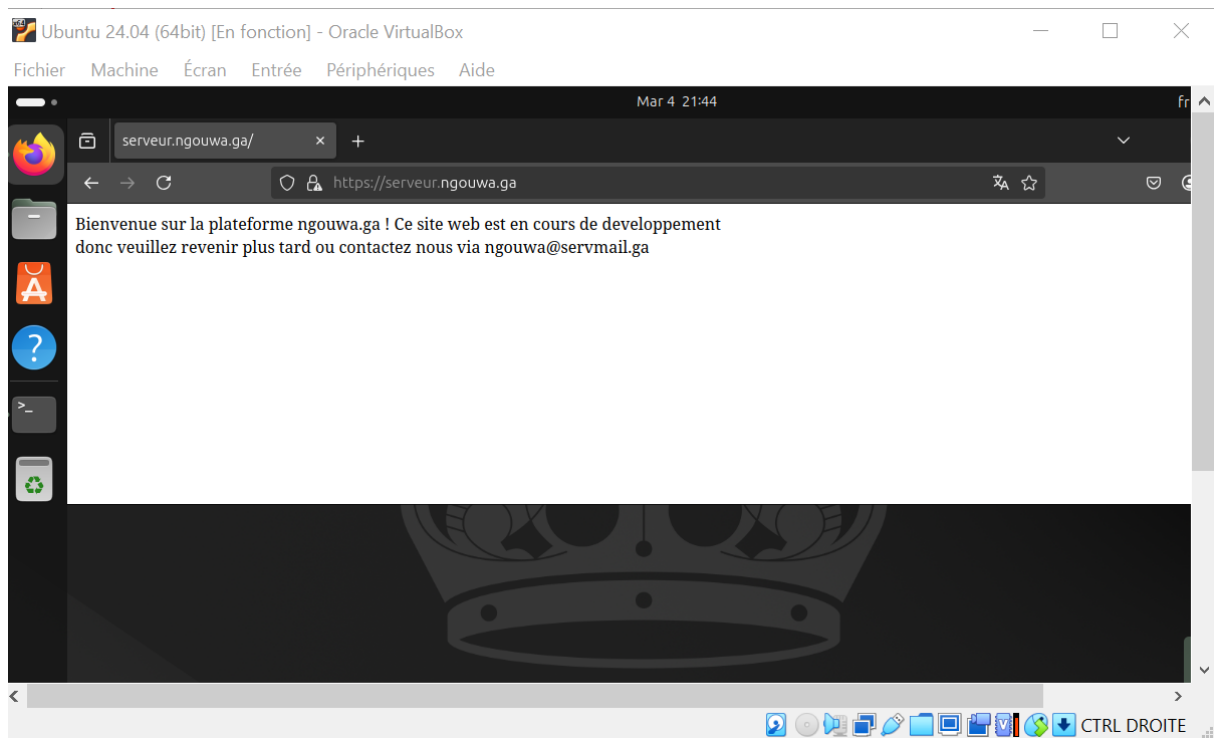 Ubuntu 24.04 (64bit) [En fonction] - Oracle VirtualBox
Fichier Machine Écran Entrée Périphériques Aide
Mar 4 21:44
fr
serveur.ngouwa.ga/
https://serveur.ngouwa.ga
Bienvenue sur la plateforme ngouwa.ga ! Ce site web est en cours de developpement
donc veuillez revenir plus tard ou contactez nous via ngouwa@servmail.ga
CTRL DROITE